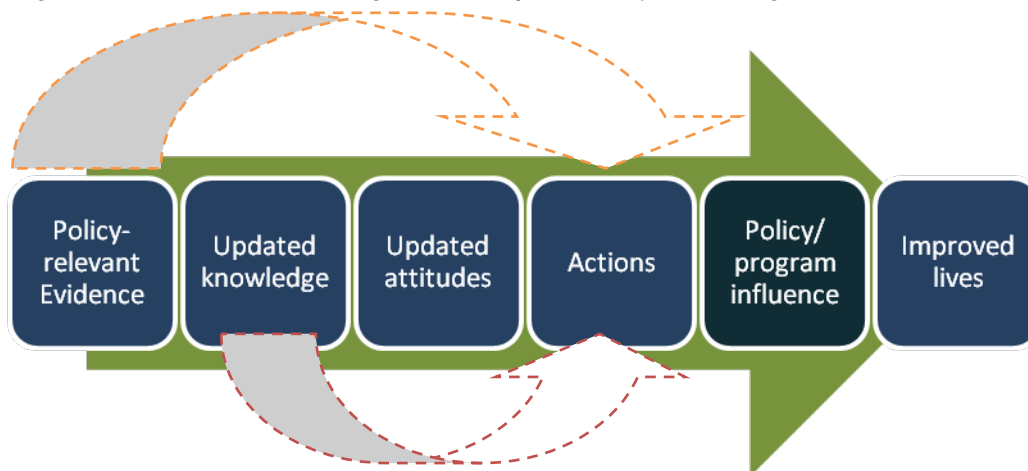 Policy-
relevant
Evidence
Updated
knowledge
Updated
attitudes
Actions
Policy/
program
influence
Improved
lives